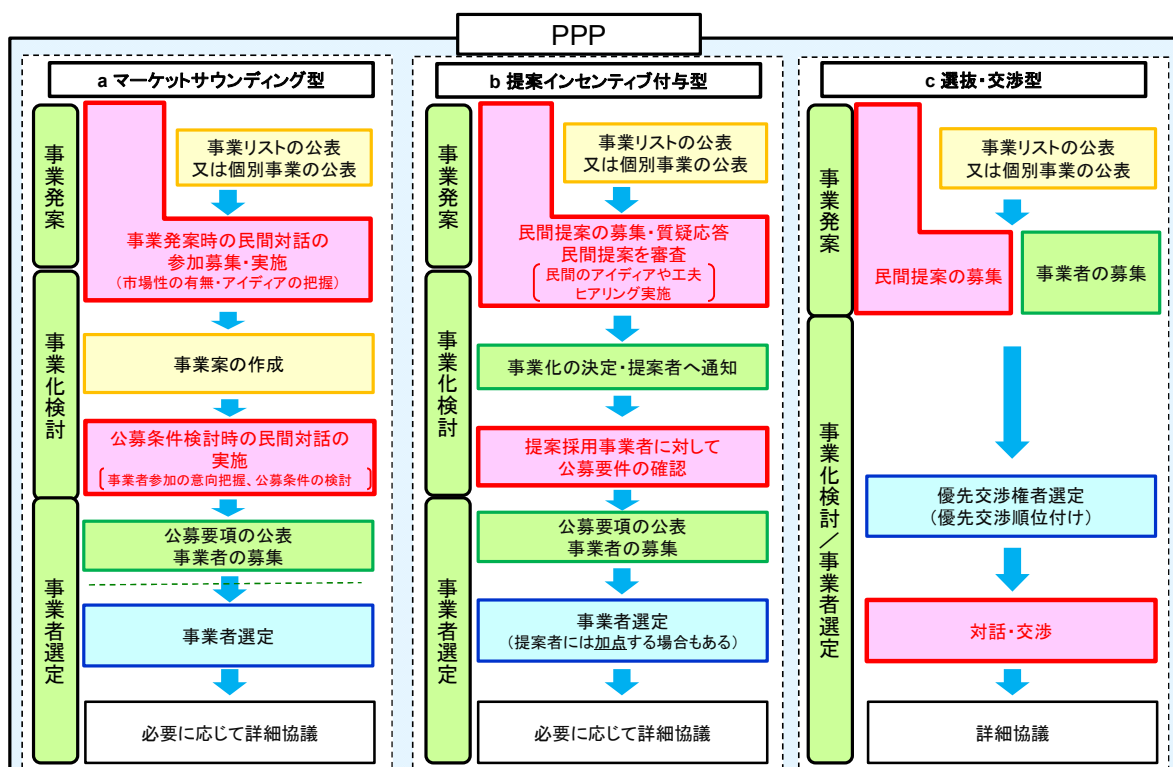 PPP
a マーケットサウンディング型
事業発案
事業リストの公表
又は個別事業の公表
事業発案時の民間対話の
参加募集・実施
(市場性の有無・アイディアの把握)
事業化検討
事業案の作成
公募条件検討時の民間対話の
実施
事業者参加の意向把握、公募条件の検討
事業者選定
公募要項の公表
事業者の募集
事業者選定
必要に応じて詳細協議
b 提案インセンティブ付与型
事業発案
事業リストの公表
又は個別事業の公表
民間提案の募集・質疑応答
民間提案を審査
民間のアイディアや工夫
ヒアリング実施
事業化検討
事業化の決定・提案者へ通知
提案採用事業者に対して
公募要件の確認
事業者選定
公募要項の公表
事業者の募集
事業者選定
(提案者には加点する場合もある)
必要に応じて詳細協議
c 選抜・交渉型
事業発案
事業リストの公表
又は個別事業の公表
民間提案の募集
事業者の募集
事業化検討/事業者選定
優先交渉権者選定
(優先交渉順位付け)
対話・交渉
詳細協議